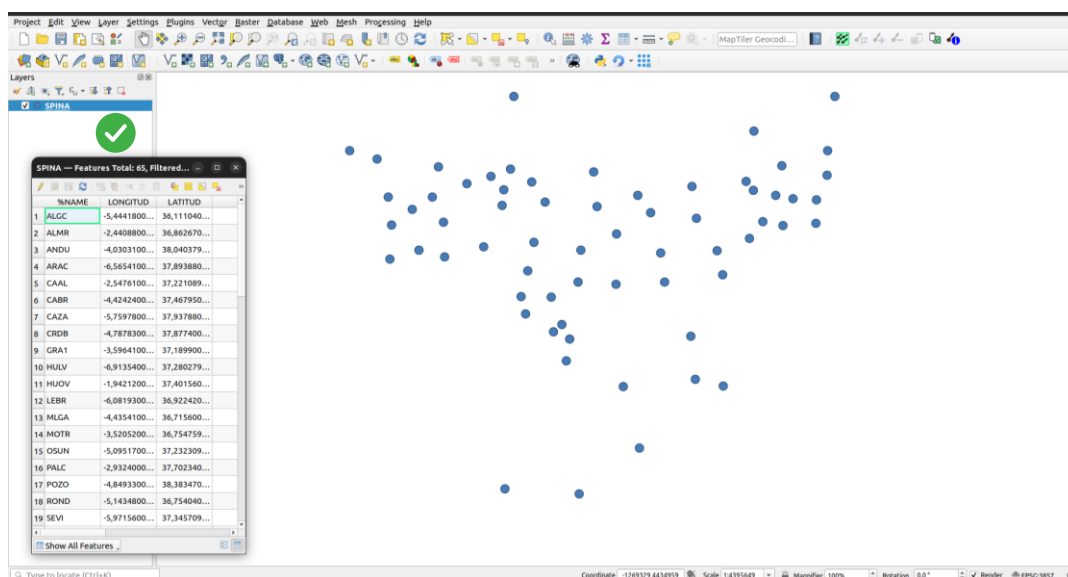 Project Edit View Layer Settings Plugins Vector Raster Database Web Mesh Processing Help
MapTiler Geocodi...
Layers
SPINA
SPINA — Features Total: 65, Filtered...
%NAME LONGITUD LATITUD
1 ALGC -5,4441800... 36,111040...
2 ALMR -2,4408800... 36,862670...
3 ANDU -4,0303100... 38,040379...
4 ARAC -6,5654100... 37,893880...
5 CAAL -2,5476100... 37,221089...
6 CABR -4,4242400... 37,467950...
7 CAZA -5,7597800... 37,937880...
8 CRDB -4,7878300... 37,877400...
9 GRA1 -3,5964100... 37,189900...
10 HULV -6,9135400... 37,280279...
11 HUOV -1,9421200... 37,401560...
12 LEBR -6,0819300... 36,922420...
13 MLGA -4,4354100... 36,715600...
14 MOTR -3,5205200... 36,754759...
15 OSUN -5,0951700... 37,232309...
16 PALC -2,9324000... 37,702340...
17 POZO -4,8493300... 38,383470...
18 ROND -5,1434800... 36,754040...
19 SEVI -5,9715600... 37,345709...
Show All Features
Type to locate (Ctrl+K) Coordinate -1769329 4434959 Scale 1:4395649 Magnifier 100% Rotation 0.0° Render EPSG:3857